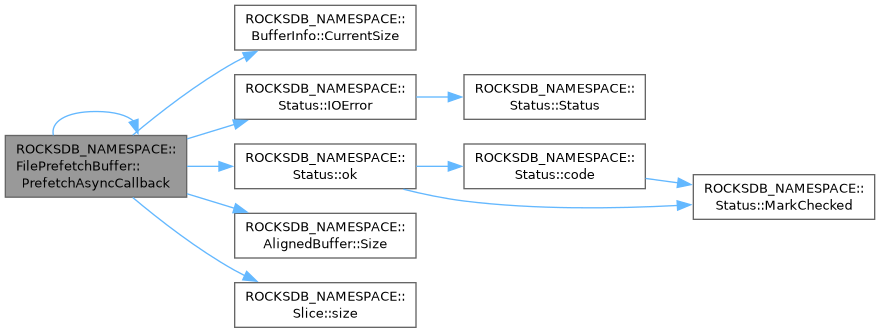 ROCKSDB_NAMESPACE::
FilePrefetchBuffer::
PrefetchAsyncCallback
ROCKSDB_NAMESPACE::
BufferInfo::CurrentSize
ROCKSDB_NAMESPACE::
Status::IOError
ROCKSDB_NAMESPACE::
Status::Status
ROCKSDB_NAMESPACE::
Status::ok
ROCKSDB_NAMESPACE::
Status::code
ROCKSDB_NAMESPACE::
Status::MarkChecked
ROCKSDB_NAMESPACE::
AlignedBuffer::Size
ROCKSDB_NAMESPACE::
Slice::size